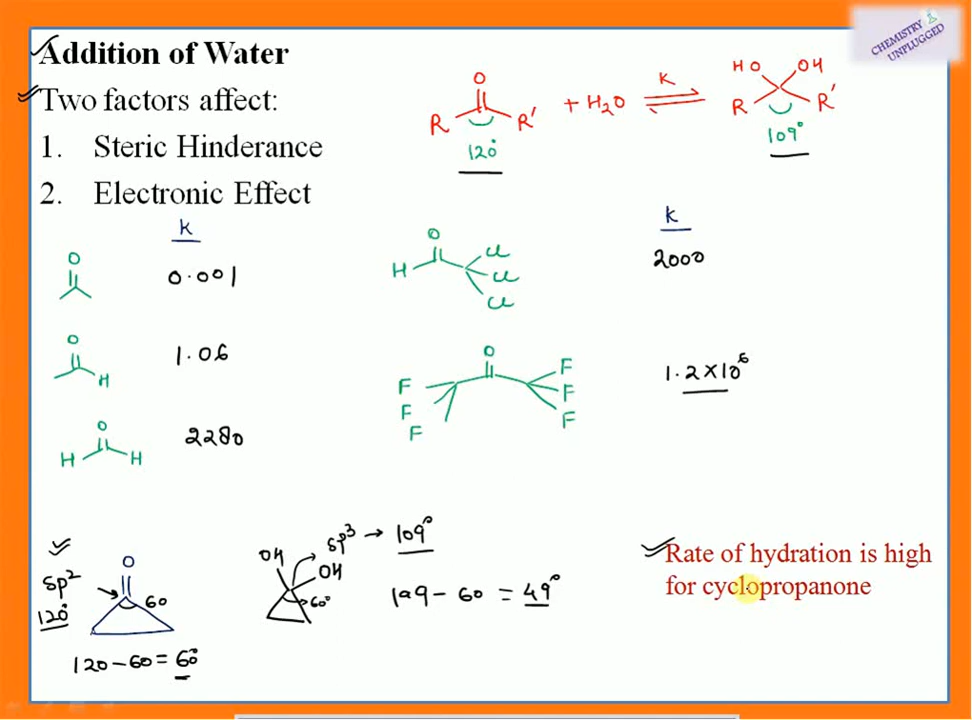 CHEMISTRY
UNPLUGGED
Addition of Water
Two factors affect:
1. Steric Hinderance
2. Electronic Effect
O
R R'
120°
+ H₂O
K
HO OH
R R'
109°
K
O
0.001
O
H
1.06
O
H H
2280
K
O
H
Cl
Cl
Cl
2000
O
F
F
F
F
F
F
1.2×10⁶
O
sp²
60
120°
120-60=60°
OH
OH
60°
sp³ → 109°
109-60 = 49°
Rate of hydration is high
for cyclopropanone